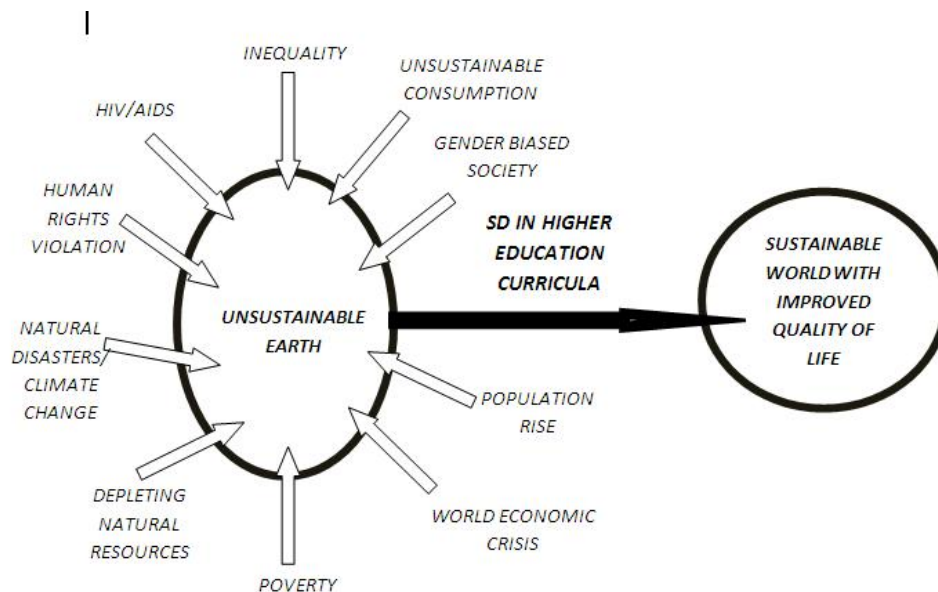 INEQUALITY
UNSUSTAINABLE
CONSUMPTION
HIV/AIDS
GENDER BIASED
SOCIETY
HUMAN
RIGHTS
VIOLATION
SD IN HIGHER
EDUCATION
CURRICULA
SUSTAINABLE
WORLD WITH
IMPROVED
QUALITY OF
LIFE
UNSUSTAINABLE
EARTH
NATURAL
DISASTERS/
CLIMATE
CHANGE
POPULATION
RISE
DEPLETING
NATURAL
RESOURCES
WORLD ECONOMIC
CRISIS
POVERTY